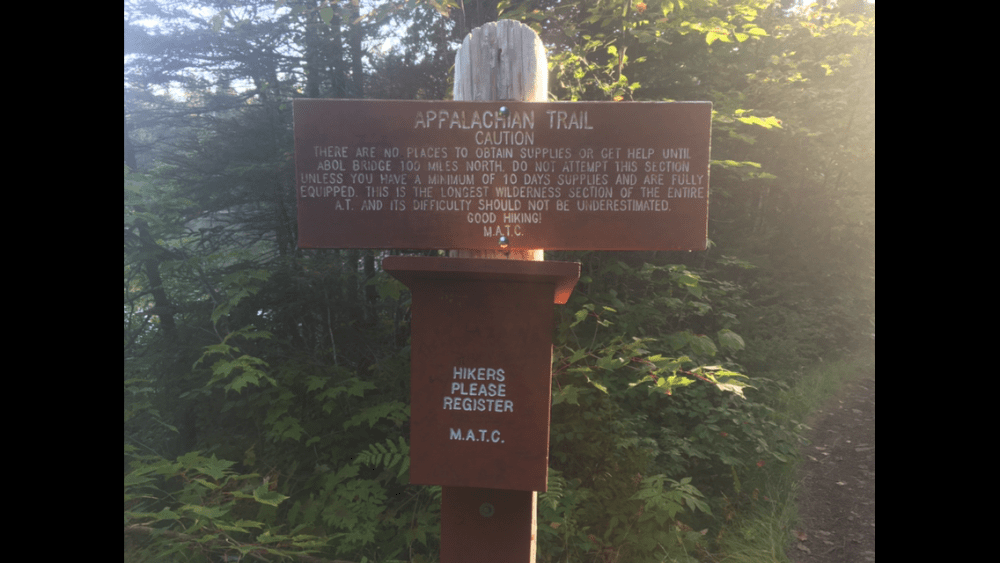 APPALACHIAN TRAIL
CAUTION
THERE ARE NO PLACES TO OBTAIN SUPPLIES OR GET HELP UNTIL
ABOL BRIDGE 100 MILES NORTH. DO NOT ATTEMPT THIS SECTION
UNLESS YOU HAVE A MINIMUM OF 10 DAYS SUPPLIES AND ARE FULLY
EQUIPPED. THIS IS THE LONGEST WILDERNESS SECTION OF THE ENTIRE
A.T. AND ITS DIFFICULTY SHOULD NOT BE UNDERESTIMATED.
GOOD HIKING!
M.A.T.C.
HIKERS
PLEASE
REGISTER
M.A.T.C.